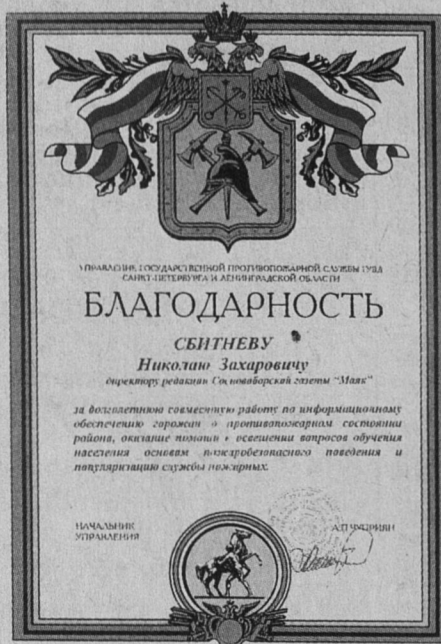 УПРАВЛЕНИЕ ГОСУДАРСТВЕННОЙ ПРОТИВОПОЖАРНОЙ СЛУЖБЫ ГУВД
САНКТ-ПЕТЕРБУРГА И ЛЕНИНГРАДСКОЙ ОБЛАСТИ
БЛАГОДАРНОСТЬ
СБИТНЕВУ
Николаю Захаровичу
директору редакции Сосновоборской газеты "Маяк"
за долголетнюю совместную работу по информационному
обеспечению горожан о противопожарном состоянии
района, оказание помощи в освещении вопросов обучения
населения основам пожаробезопасного поведения и
популяризацию службы пожарных.
НАЧАЛЬНИК
УПРАВЛЕНИЯ
А.П.ЧУПРИЯН